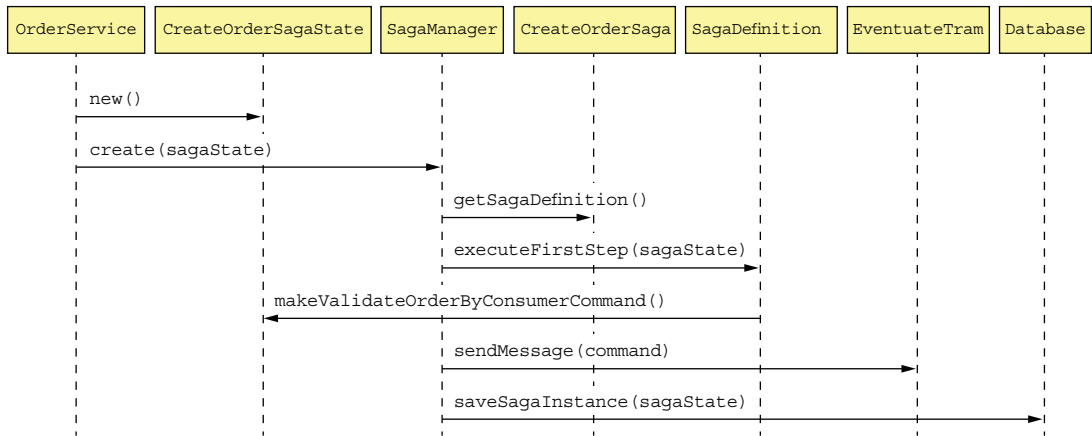 OrderService
CreateOrderSagaState
SagaManager
CreateOrderSaga
SagaDefinition
EventuateTram
Database
new()
create(sagaState)
getSagaDefinition()
executeFirstStep(sagaState)
makeValidateOrderByConsumerCommand()
sendMessage(command)
saveSagaInstance(sagaState)